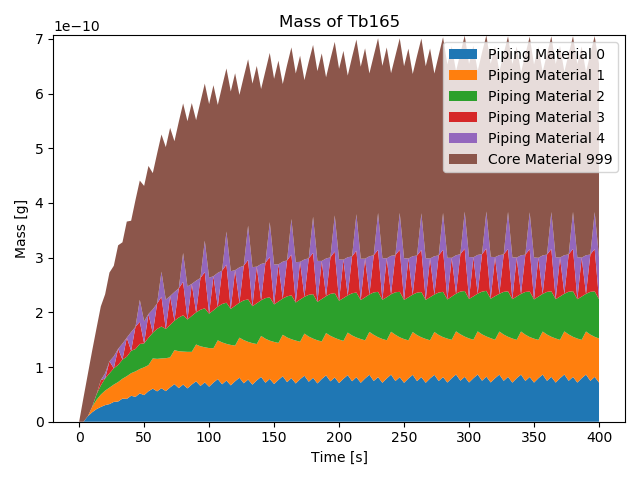 Mass of Tb165
1e−10
7
6
5
4
3
2
1
0
Mass [g]
Piping Material 0
Piping Material 1
Piping Material 2
Piping Material 3
Piping Material 4
Core Material 999
0 50 100 150 200 250 300 350 400
Time [s]